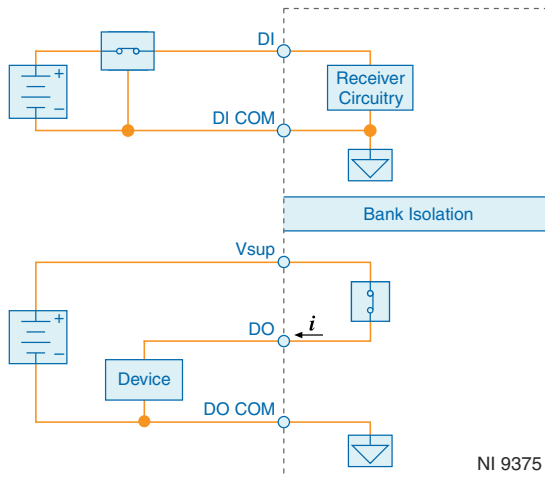 DI
+
−
Receiver
Circuitry
DI COM
Bank Isolation
Vsup
+
−
i
DO
Device
DO COM
NI 9375